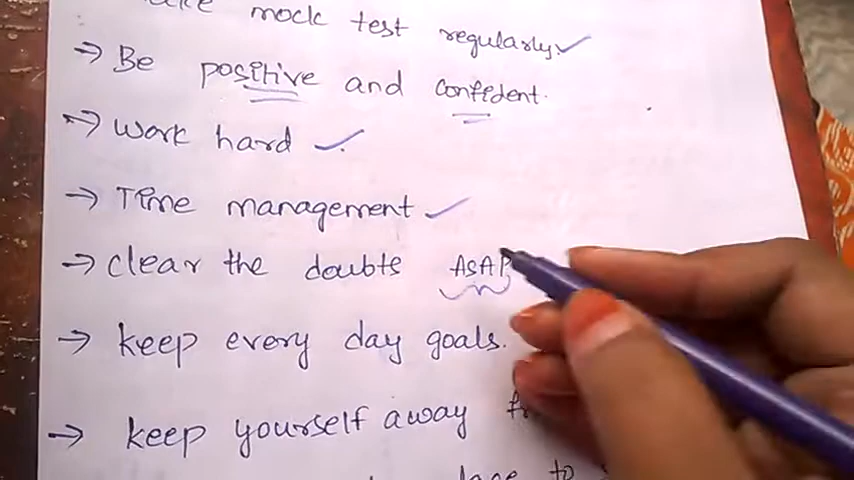 mock test regularly.
→ Be positive and confident.
→ Work hard
→ Time management
→ clear the doubts ASAP
→ keep every day goals.
→ keep yourself away
to